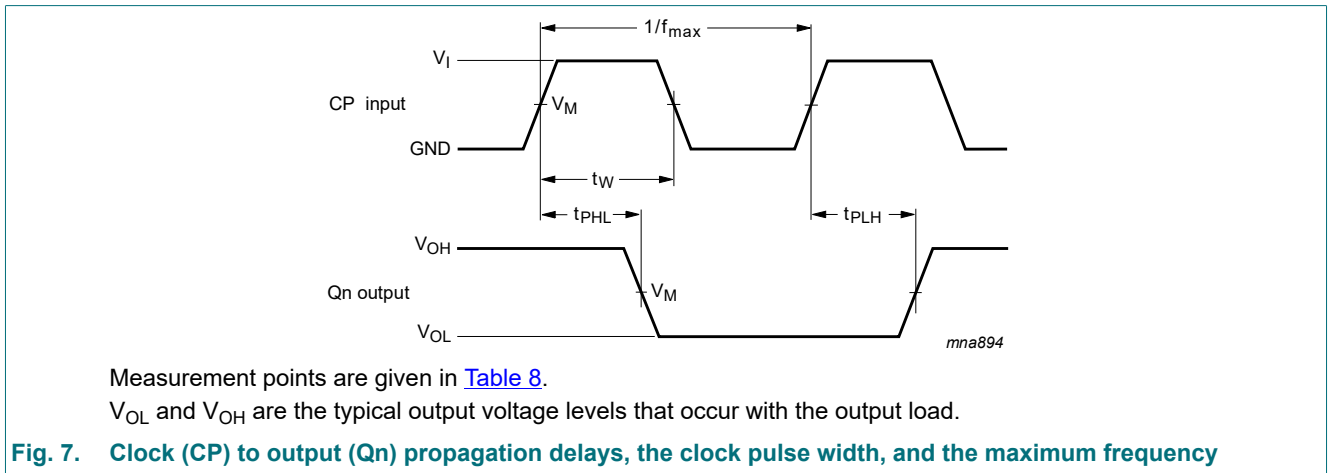 1/fmax
VI
CP input
VM
GND
tW
tPHL
tPLH
VOH
Qn output
VM
VOL
mna894
Measurement points are given in Table 8.
VOL and VOH are the typical output voltage levels that occur with the output load.
Fig. 7. Clock (CP) to output (Qn) propagation delays, the clock pulse width, and the maximum frequency